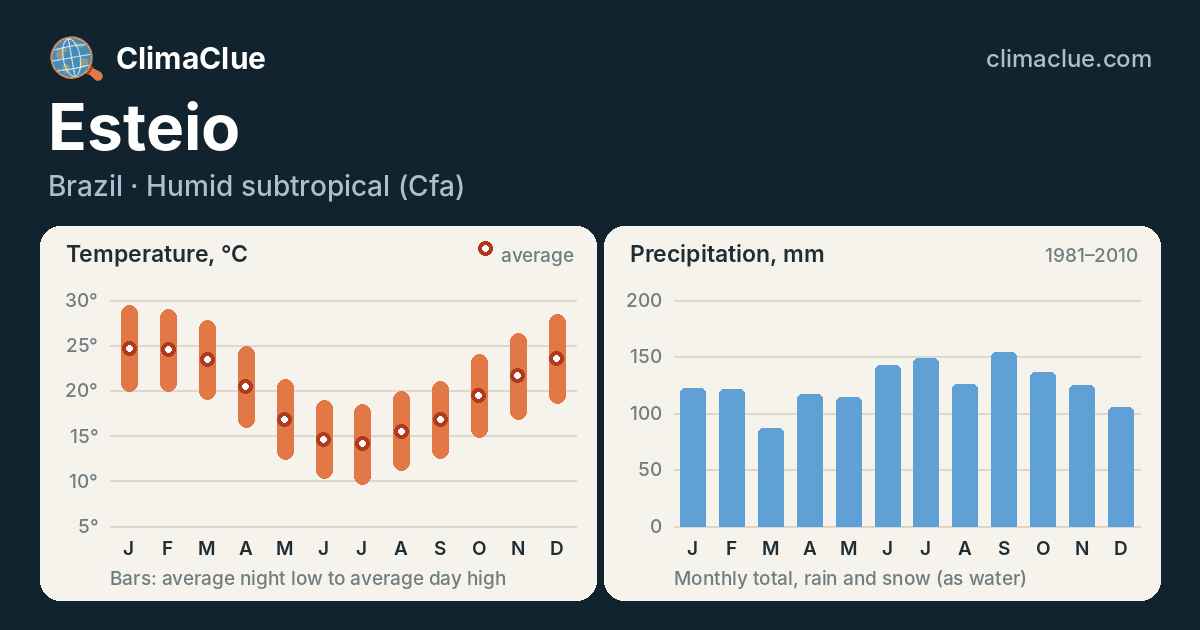 ClimaClue
climaclue.com
Esteio
Brazil · Humid subtropical (Cfa)
Temperature, °C
average
30°
25°
20°
15°
10°
5°
J F M A M J J A S O N D
Bars: average night low to average day high
Precipitation, mm
1981–2010
200
150
100
50
0
J F M A M J J A S O N D
Monthly total, rain and snow (as water)